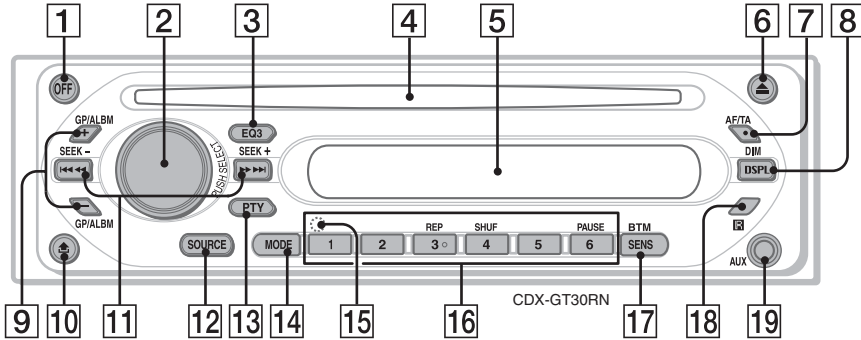 1 2 3 4 5 6 7 8
OFF
GP/ALBM
+
SEEK –
EQ3
SEEK +
PUSH SELECT
AF/TA
DIM
DSPL
–
GP/ALBM
PTY
SOURCE
MODE
REP SHUF PAUSE
1 2 3 4 5 6
BTM
SENS
R
AUX
CDX-GT30RN
9 10 11 12 13 14 15 16 17 18 19